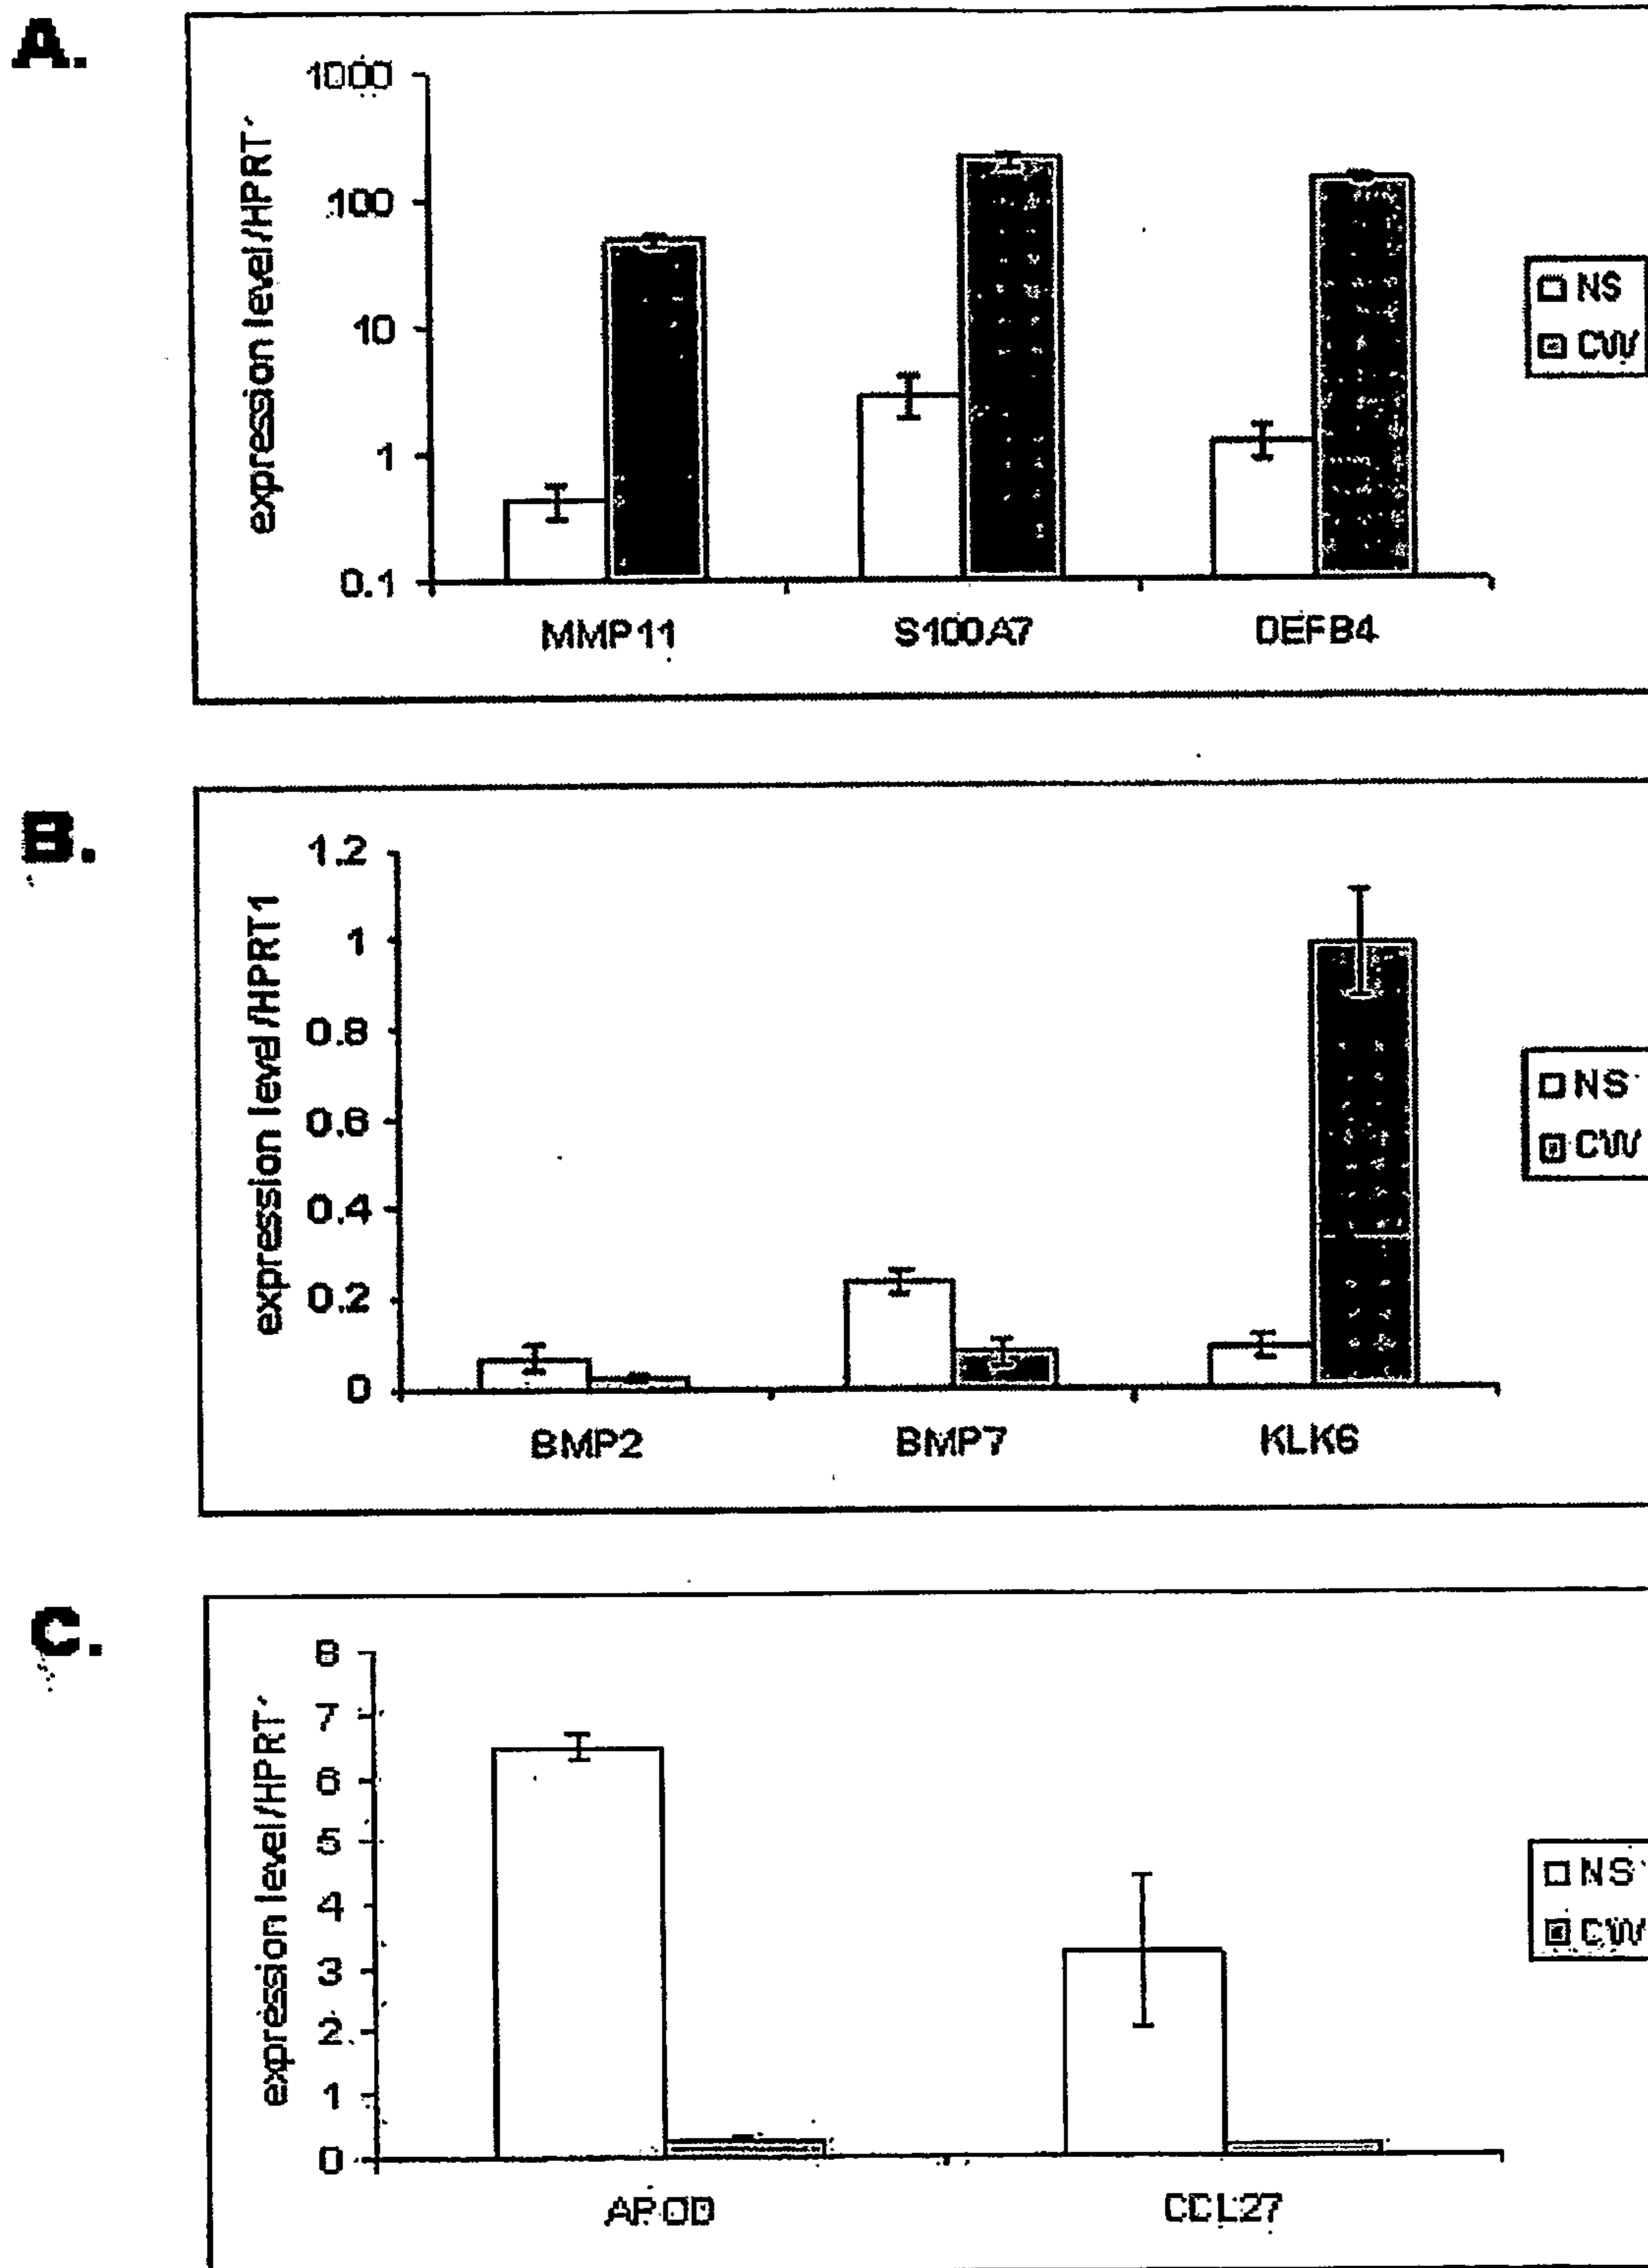 A.
expression level/HPRT
1000
100
10
1
0.1
MMP11 S100A7 DEFB4
NS
CW
B.
expression level/HPRT1
1.2
1
0.8
0.6
0.4
0.2
0
BMP2 BMP7 KLK6
NS
CW
C.
expression level/HPRT
8
7
6
5
4
3
2
1
0
APOD CCL27
NS
CW